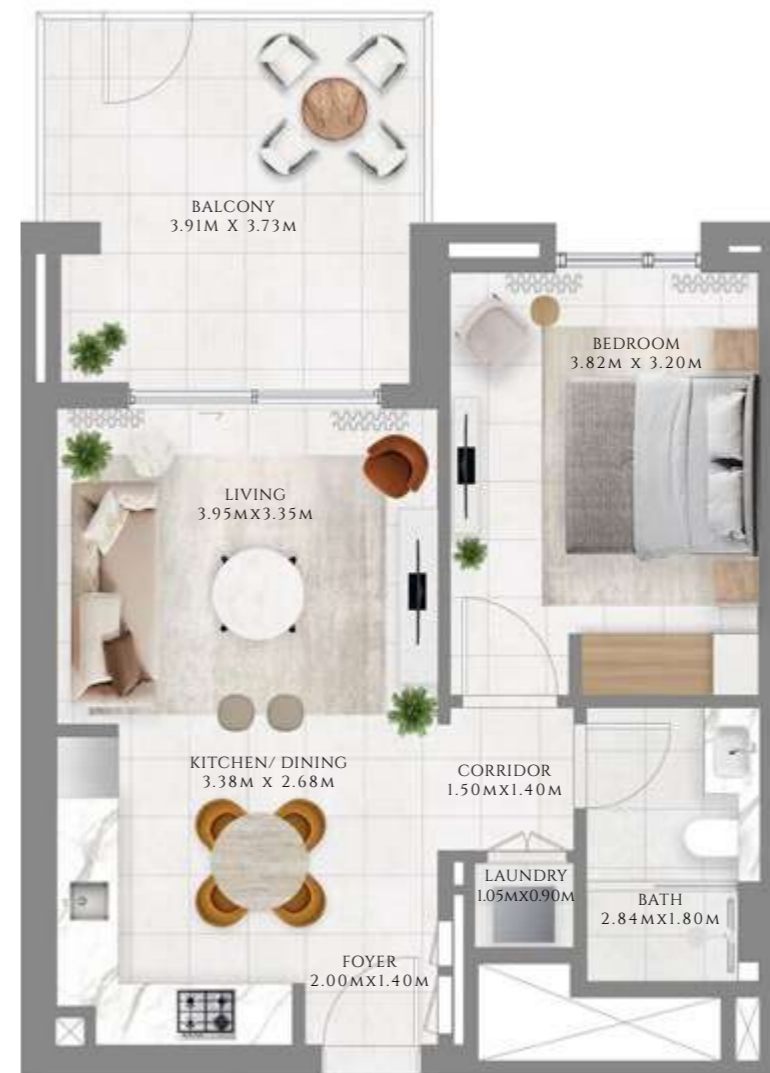 BALCONY
3.91M X 3.73M
BEDROOM
3.82M X 3.20M
LIVING
3.95MX3.35M
KITCHEN/ DINING
3.38M X 2.68M
CORRIDOR
1.50MX1.40M
LAUNDRY
1.05MX0.90M
BATH
2.84MX1.80M
FOYER
2.00MX1.40M